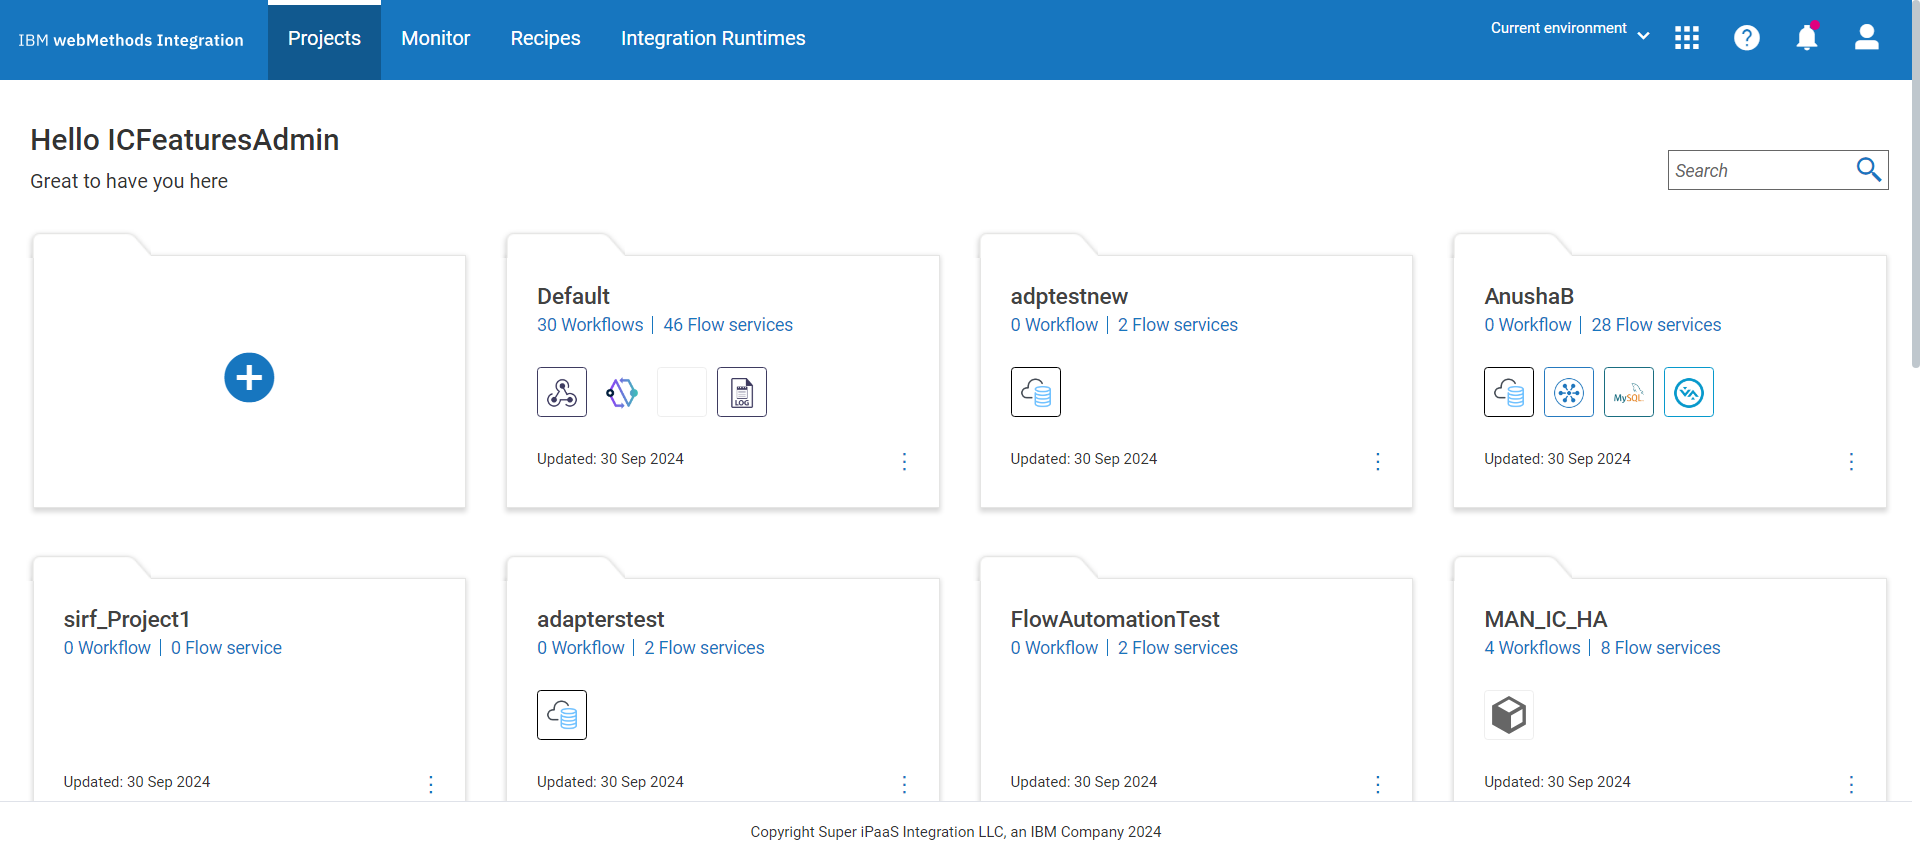 IBM webMethods Integration
Projects
Monitor
Recipes
Integration Runtimes
Current environment
Hello ICFeaturesAdmin
Great to have you here
Search
Default
30 Workflows | 46 Flow services
LOG
Updated: 30 Sep 2024
adptestnew
0 Workflow | 2 Flow services
Updated: 30 Sep 2024
AnushaB
0 Workflow | 28 Flow services
MySQL
Updated: 30 Sep 2024
sirf_Project1
0 Workflow | 0 Flow service
Updated: 30 Sep 2024
adapterstest
0 Workflow | 2 Flow services
Updated: 30 Sep 2024
FlowAutomationTest
0 Workflow | 2 Flow services
Updated: 30 Sep 2024
MAN_IC_HA
4 Workflows | 8 Flow services
Updated: 30 Sep 2024
Copyright Super iPaaS Integration LLC, an IBM Company 2024